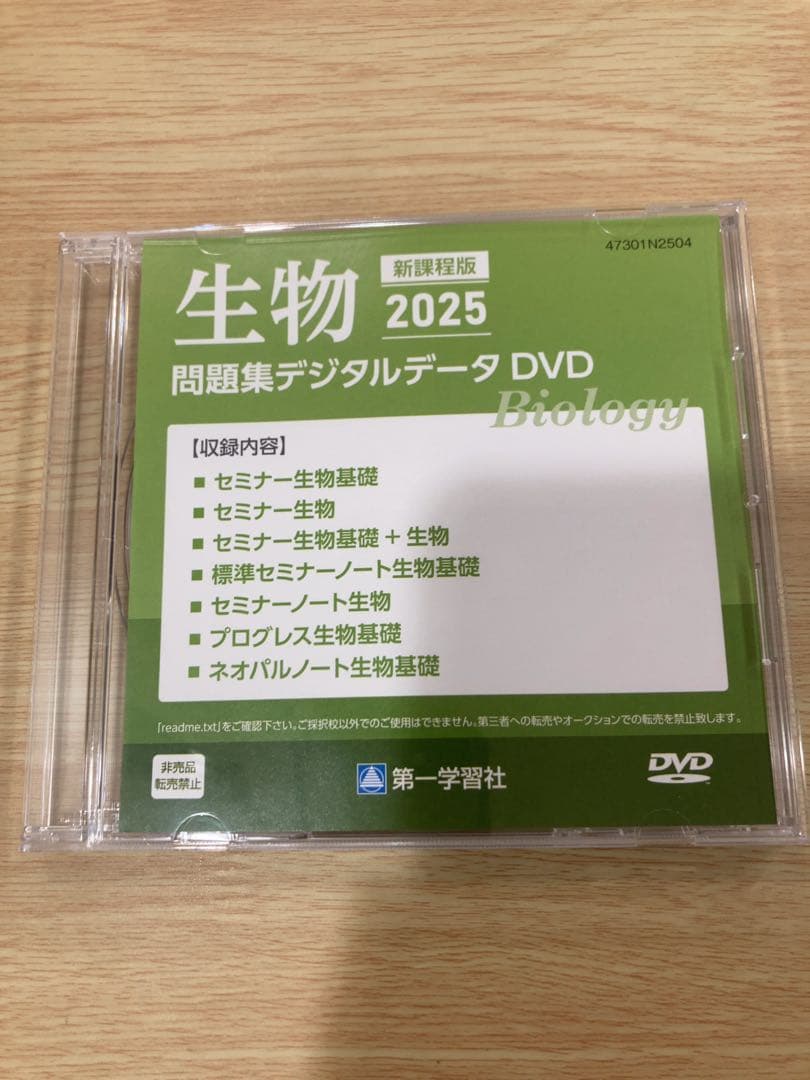 47301N2504
生物 新課程版 2025
問題集デジタルデータ DVD
Biology
【収録内容】
■ セミナー生物基礎
■ セミナー生物
■ セミナー生物基礎 + 生物
■ 標準セミナーノート生物基礎
■ セミナーノート生物
■ プログレス生物基礎
■ ネオパルノート生物基礎
「readme.txt」をご確認下さい。ご採択校以外でのご使用はできません。第三者への転売やオークションでの転売を禁止致します。
非売品
転売禁止
第一学習社
DVD